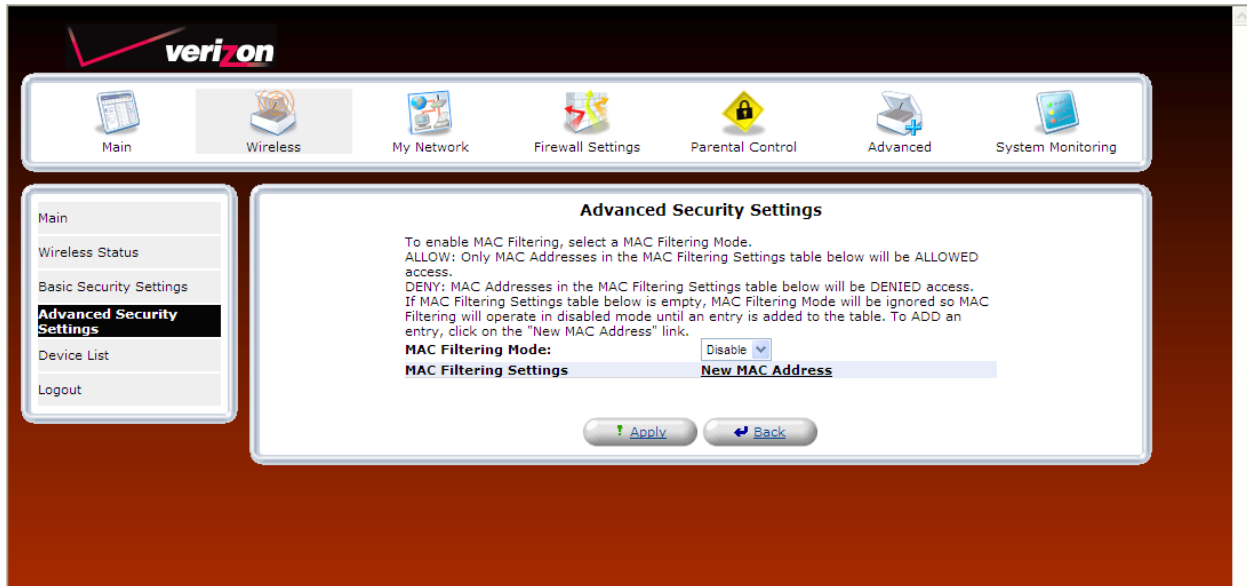 verizon
Main
Wireless
My Network
Firewall Settings
Parental Control
Advanced
System Monitoring
Main
Wireless Status
Basic Security Settings
Advanced Security
Settings
Device List
Logout
Advanced Security Settings
To enable MAC Filtering, select a MAC Filtering Mode.
ALLOW: Only MAC Addresses in the MAC Filtering Settings table below will be ALLOWED
access.
DENY: MAC Addresses in the MAC Filtering Settings table below will be DENIED access.
If MAC Filtering Settings table below is empty, MAC Filtering Mode will be ignored so MAC
Filtering will operate in disabled mode until an entry is added to the table. To ADD an
entry, click on the "New MAC Address" link.
MAC Filtering Mode:
Disable
MAC Filtering Settings
New MAC Address
! Apply
Back